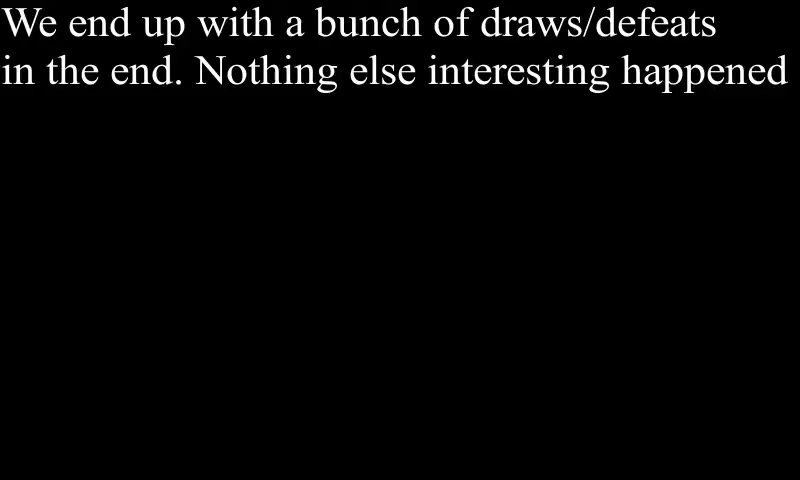 We end up with a bunch of draws/defeats
in the end. Nothing else interesting happened